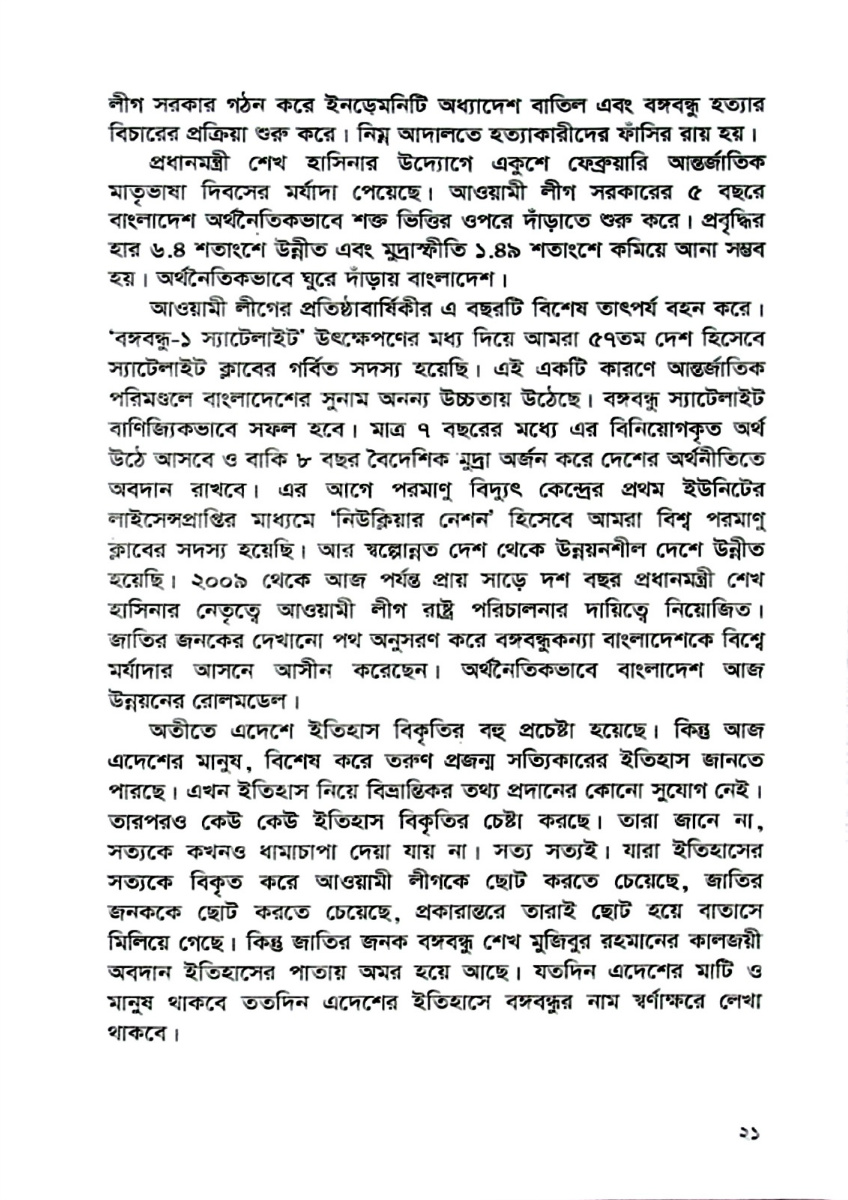 লীগ সরকার গঠন করে ইনড়েমনিটি অধ্যাদেশ বাতিল এবং বঙ্গবন্ধু হত্যার
বিচারের প্রক্রিয়া শুরু করে। নিম্ন আদালতে হত্যাকারীদের ফাঁসির রায় হয়।
প্রধানমন্ত্রী শেখ হাসিনার উদ্যোগে একুশে ফেব্রুয়ারি আন্তর্জাতিক
মাতৃভাষা দিবসের মর্যাদা পেয়েছে। আওয়ামী লীগ সরকারের ৫ বছরে
বাংলাদেশ অর্থনৈতিকভাবে শক্ত ভিত্তির ওপরে দাঁড়াতে শুরু করে। প্রবৃদ্ধির
হার ৬.৪ শতাংশে উন্নীত এবং মুদ্রাস্ফীতি ১.৪৯ শতাংশে কমিয়ে আনা সম্ভব
হয়। অর্থনৈতিকভাবে ঘুরে দাঁড়ায় বাংলাদেশ।
আওয়ামী লীগের প্রতিষ্ঠাবার্ষিকীর এ বছরটি বিশেষ তাৎপর্য বহন করে।
‘বঙ্গবন্ধু-১ স্যাটেলাইট’ উৎক্ষেপণের মধ্য দিয়ে আমরা ৫৭তম দেশ হিসেবে
স্যাটেলাইট ক্লাবের গর্বিত সদস্য হয়েছি। এই একটি কারণে আন্তর্জাতিক
পরিমণ্ডলে বাংলাদেশের সুনাম অনন্য উচ্চতায় উঠেছে। বঙ্গবন্ধু স্যাটেলাইট
বাণিজ্যিকভাবে সফল হবে। মাত্র ৭ বছরের মধ্যে এর বিনিয়োগকৃত অর্থ
উঠে আসবে ও বাকি ৮ বছর বৈদেশিক মুদ্রা অর্জন করে দেশের অর্থনীতিতে
অবদান রাখবে। এর আগে পরমাণু বিদ্যুৎ কেন্দ্রের প্রথম ইউনিটের
লাইসেন্সপ্রাপ্তির মাধ্যমে ‘নিউক্লিয়ার নেশন’ হিসেবে আমরা বিশ্ব পরমাণু
ক্লাবের সদস্য হয়েছি। আর স্বল্পোন্নত দেশ থেকে উন্নয়নশীল দেশে উন্নীত
হয়েছি। ২০০৯ থেকে আজ পর্যন্ত প্রায় সাড়ে দশ বছর প্রধানমন্ত্রী শেখ
হাসিনার নেতৃত্বে আওয়ামী লীগ রাষ্ট্র পরিচালনার দায়িত্বে নিয়োজিত।
জাতির জনকের দেখানো পথ অনুসরণ করে বঙ্গবন্ধুকন্যা বাংলাদেশকে বিশ্বে
মর্যাদার আসনে আসীন করেছেন। অর্থনৈতিকভাবে বাংলাদেশ আজ
উন্নয়নের রোলমডেল।
অতীতে এদেশে ইতিহাস বিকৃতির বহু প্রচেষ্টা হয়েছে। কিন্তু আজ
এদেশের মানুষ, বিশেষ করে তরুণ প্রজন্ম সত্যিকারের ইতিহাস জানতে
পারছে। এখন ইতিহাস নিয়ে বিভ্রান্তিকর তথ্য প্রদানের কোনো সুযোগ নেই।
তারপরও কেউ কেউ ইতিহাস বিকৃতির চেষ্টা করছে। তারা জানে না,
সত্যকে কখনও ধামাচাপা দেয়া যায় না। সত্য সত্যই। যারা ইতিহাসের
সত্যকে বিকৃত করে আওয়ামী লীগকে ছোট করতে চেয়েছে, জাতির
জনককে ছোট করতে চেয়েছে, প্রকারান্তরে তারাই ছোট হয়ে বাতাসে
মিলিয়ে গেছে। কিন্তু জাতির জনক বঙ্গবন্ধু শেখ মুজিবুর রহমানের কালজয়ী
অবদান ইতিহাসের পাতায় অমর হয়ে আছে। যতদিন এদেশের মাটি ও
মানুষ থাকবে ততদিন এদেশের ইতিহাসে বঙ্গবন্ধুর নাম স্বর্ণাক্ষরে লেখা
থাকবে।
২১